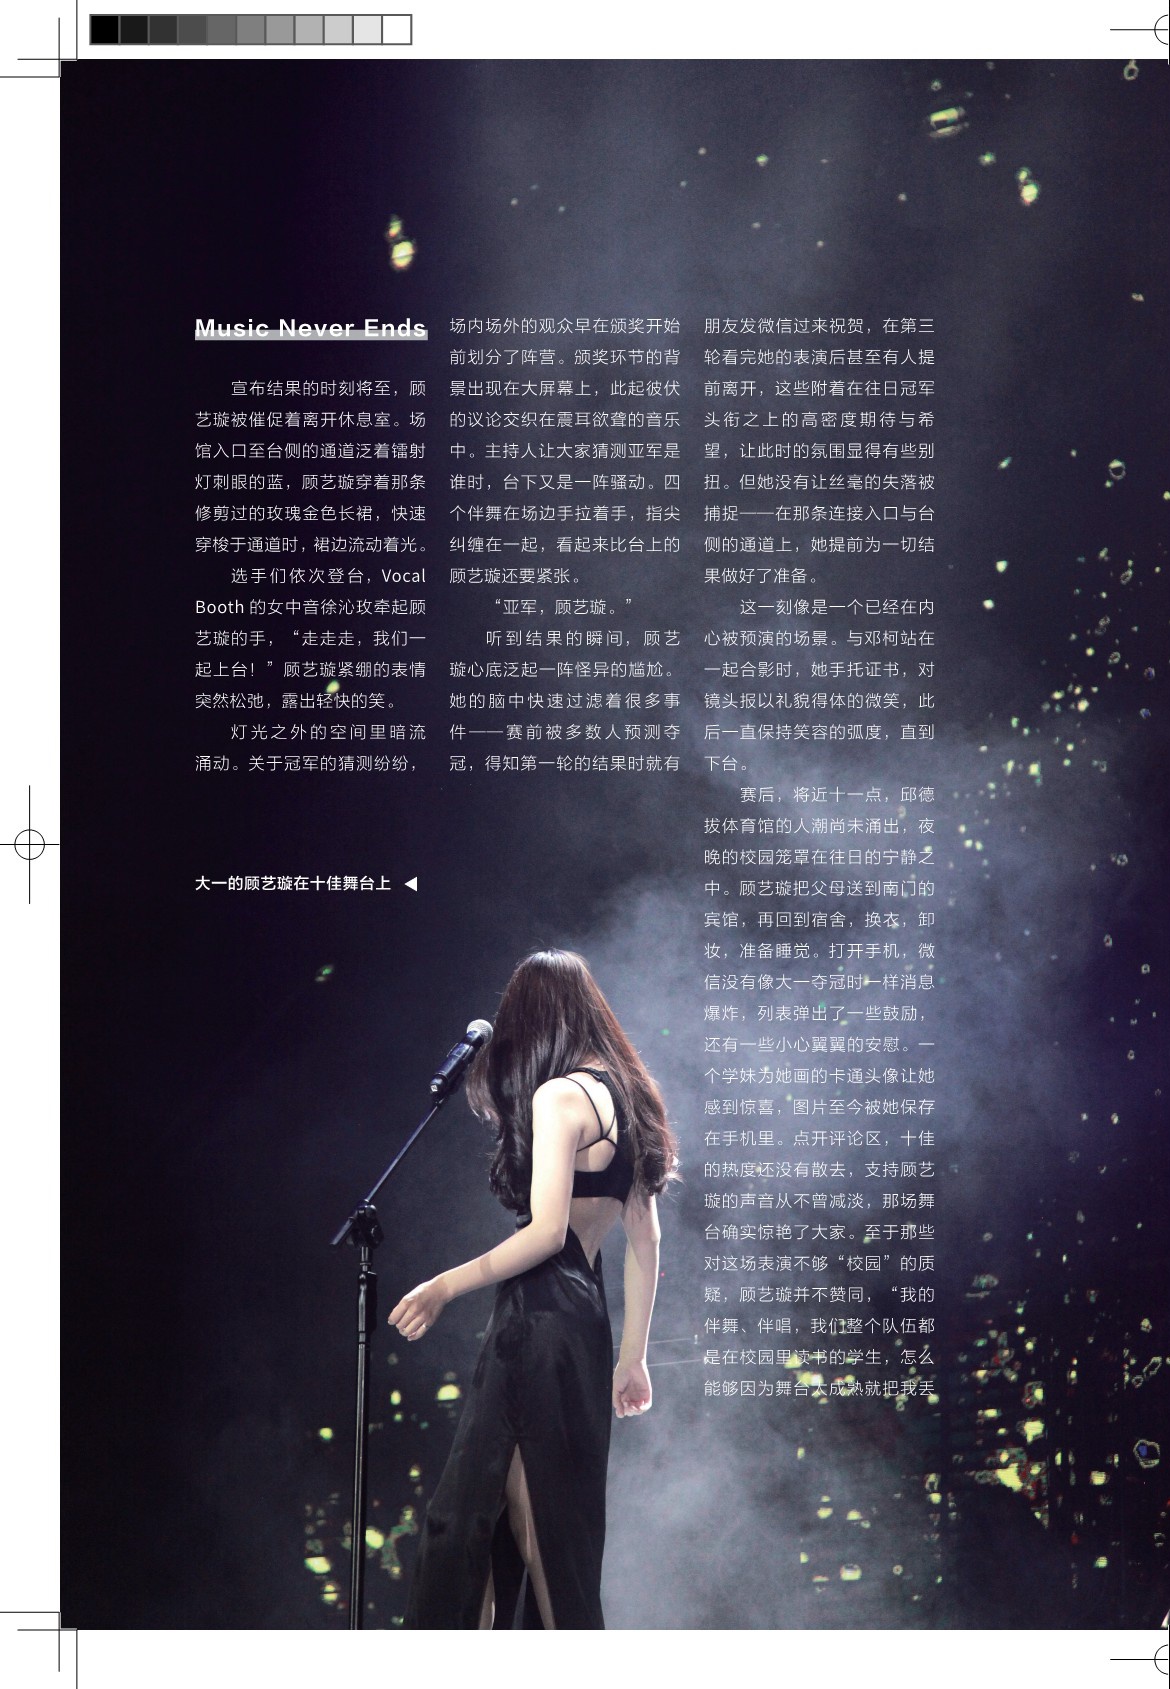 Music Never Ends
宣布结果的时刻将至，顾
艺璇被催促着离开休息室。场
馆入口至台侧的通道泛着镭射
灯刺眼的蓝，顾艺璇穿着那条
修剪过的玫瑰金色长裙，快速
穿梭于通道时，裙边流动着光。
选手们依次登台，Vocal
Booth 的女中音徐沁玫牵起顾
艺璇的手，“走走走，我们一
起上台！”顾艺璇紧绷的表情
突然松弛，露出轻快的笑。
灯光之外的空间里暗流
涌动。关于冠军的猜测纷纷，
场内场外的观众早在颁奖开始
前划分了阵营。颁奖环节的背
景出现在大屏幕上，此起彼伏
的议论交织在震耳欲聋的音乐
中。主持人让大家猜测亚军是
谁时，台下又是一阵骚动。四
个伴舞在场边手拉着手，指尖
纠缠在一起，看起来比台上的
顾艺璇还要紧张。
“亚军，顾艺璇。”
听到结果的瞬间，顾艺
璇心底泛起一阵怪异的尴尬。
她的脑中快速过滤着很多事
件——赛前被多数人预测夺
冠，得知第一轮的结果时就有
朋友发微信过来祝贺，在第三
轮看完她的表演后甚至有人提
前离开，这些附着在往日冠军
头衔之上的高密度期待与希
望，让此时的氛围显得有些别
扭。但她没有让丝毫的失落被
捕捉——在那条连接入口与台
侧的通道上，她提前为一切结
果做好了准备。
这一刻像是一个已经在内
心被预演的场景。与邓柯站在
一起合影时，她手托证书，对
镜头报以礼貌得体的微笑，此
后一直保持笑容的弧度，直到
下台。
赛后，将近十一点，邱德
拔体育馆的人潮尚未涌出，夜
晚的校园笼罩在往日的宁静之
中。顾艺璇把父母送到南门的
宾馆，再回到宿舍，换衣，卸
妆，准备睡觉。打开手机，微
信没有像大一夺冠时一样消息
爆炸，列表弹出了一些鼓励，
还有一些小心翼翼的安慰。一
个学妹为她画的卡通头像让她
感到惊喜，图片至今被她保存
在手机里。点开评论区，十佳
的热度还没有散去，支持顾艺
璇的声音从不曾减淡，那场舞
台确实惊艳了大家。至于那些
对这场表演不够“校园”的质
疑，顾艺璇并不赞同，“我的
伴舞、伴唱，我们整个队伍都
是在校园里读书的学生，怎么
能够因为舞台太成熟就把我丢
大一的顾艺璇在十佳舞台上 ◀